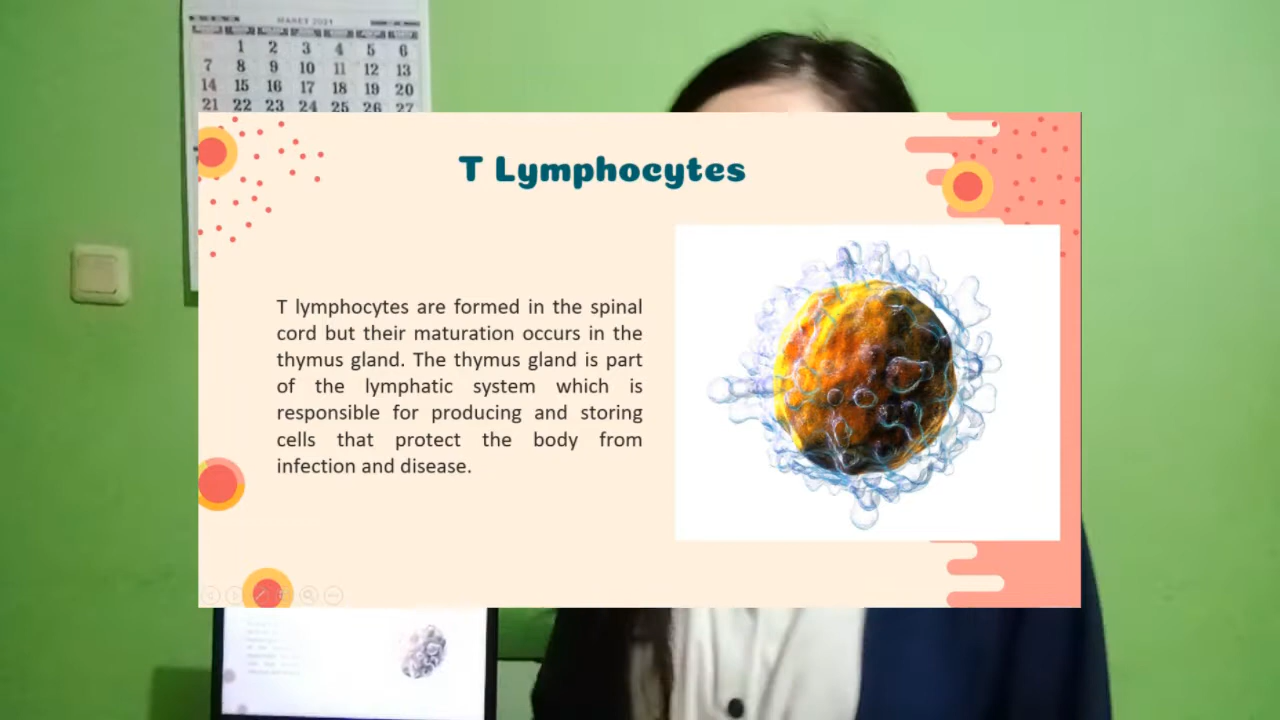 MARET 2021
1 2 3 4 5 6
7 8 9 10 11 12 13
14 15 16 17 18 19 20
21 22 23 24 25 26 27
T Lymphocytes
T lymphocytes are formed in the spinal
cord but their maturation occurs in the
thymus gland. The thymus gland is part
of the lymphatic system which is
responsible for producing and storing
cells that protect the body from
infection and disease.